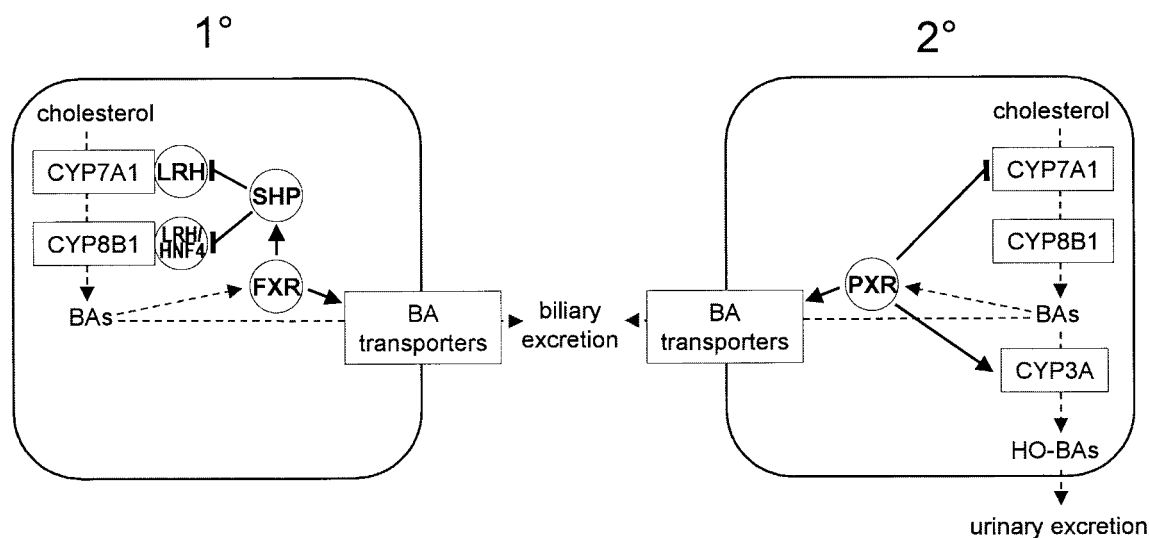 1°
2°
cholesterol
CYP7A1
LRH
SHP
CYP8B1
LRH/
HNF4
FXR
BAs
BA
transporters
biliary
excretion
cholesterol
CYP7A1
CYP8B1
PXR
BA
transporters
BAs
CYP3A
HO-BAs
urinary excretion